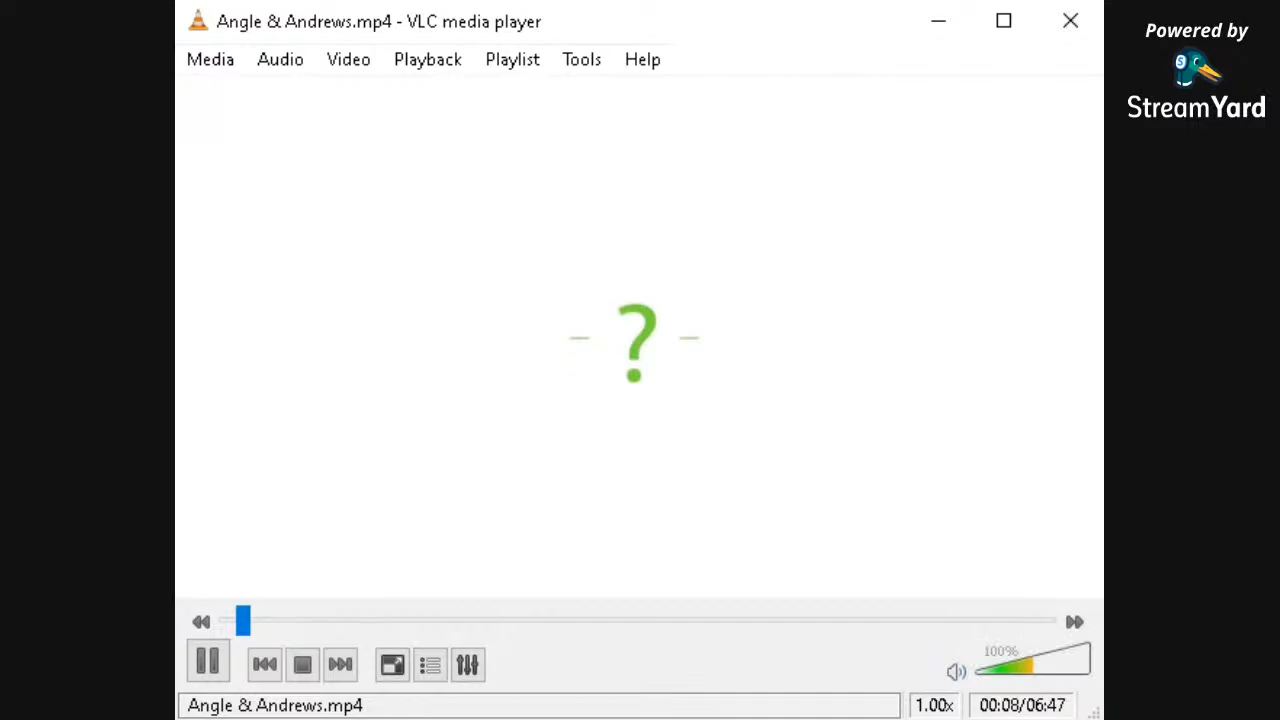 Angle & Andrews.mp4 - VLC media player
Powered by
StreamYard
Media Audio Video Playback Playlist Tools Help
?
100%
Angle & Andrews.mp4 1.00x 00:08/06:47